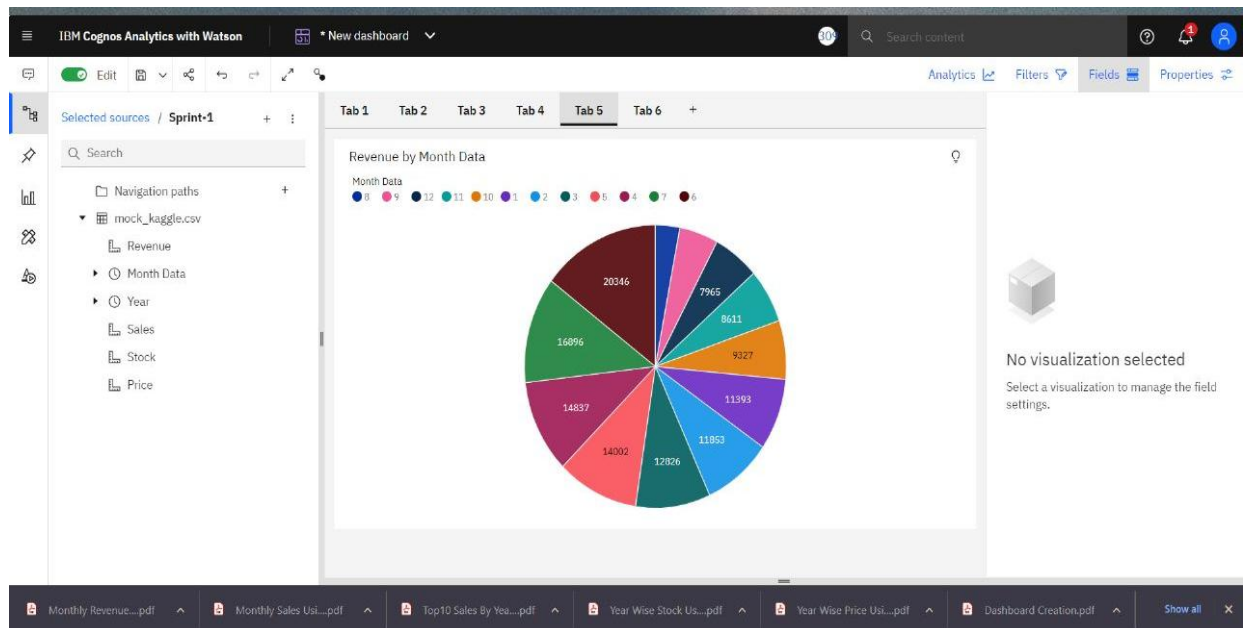 IBM Cognos Analytics with Watson
* New dashboard
Search content
1
Edit
Analytics
Filters
Fields
Properties
Selected sources / Sprint-1
Tab 1
Tab 2
Tab 3
Tab 4
Tab 5
Tab 6
Search
Navigation paths
mock_kaggle.csv
Revenue
Month Data
Year
Sales
Stock
Price
Revenue by Month Data
Month Data
8 9 12 11 10 1 2 3 5 4 7 6
20346
7965
8611
16896
9327
11393
14837
11853
14002
12826
No visualization selected
Select a visualization to manage the field
settings.
Monthly Revenue....pdf
Monthly Sales Usi....pdf
Top10 Sales By Yea....pdf
Year Wise Stock Us....pdf
Year Wise Price Usi....pdf
Dashboard Creation.pdf
Show all